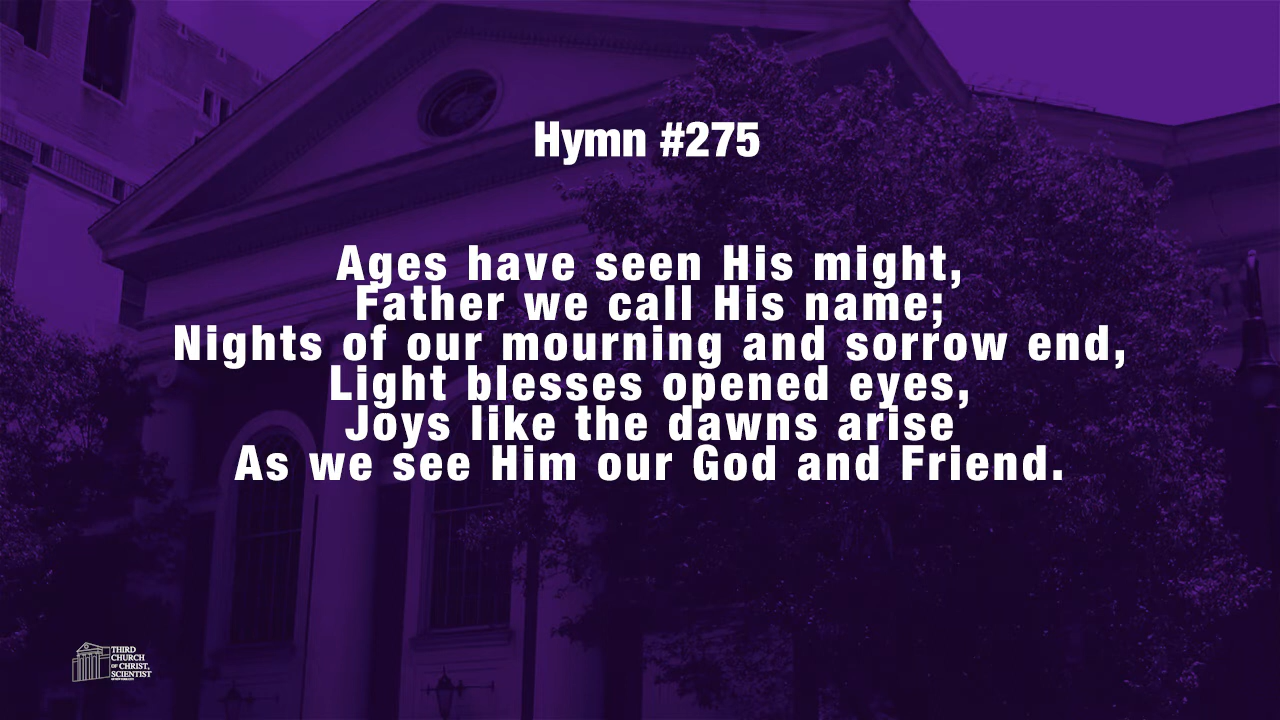 Hymn #275
Ages have seen His might,
Father we call His name;
Nights of our mourning and sorrow end,
Light blesses opened eyes,
Joys like the dawns arise
As we see Him our God and Friend.
THIRD
CHURCH
OF CHRIST,
SCIENTIST